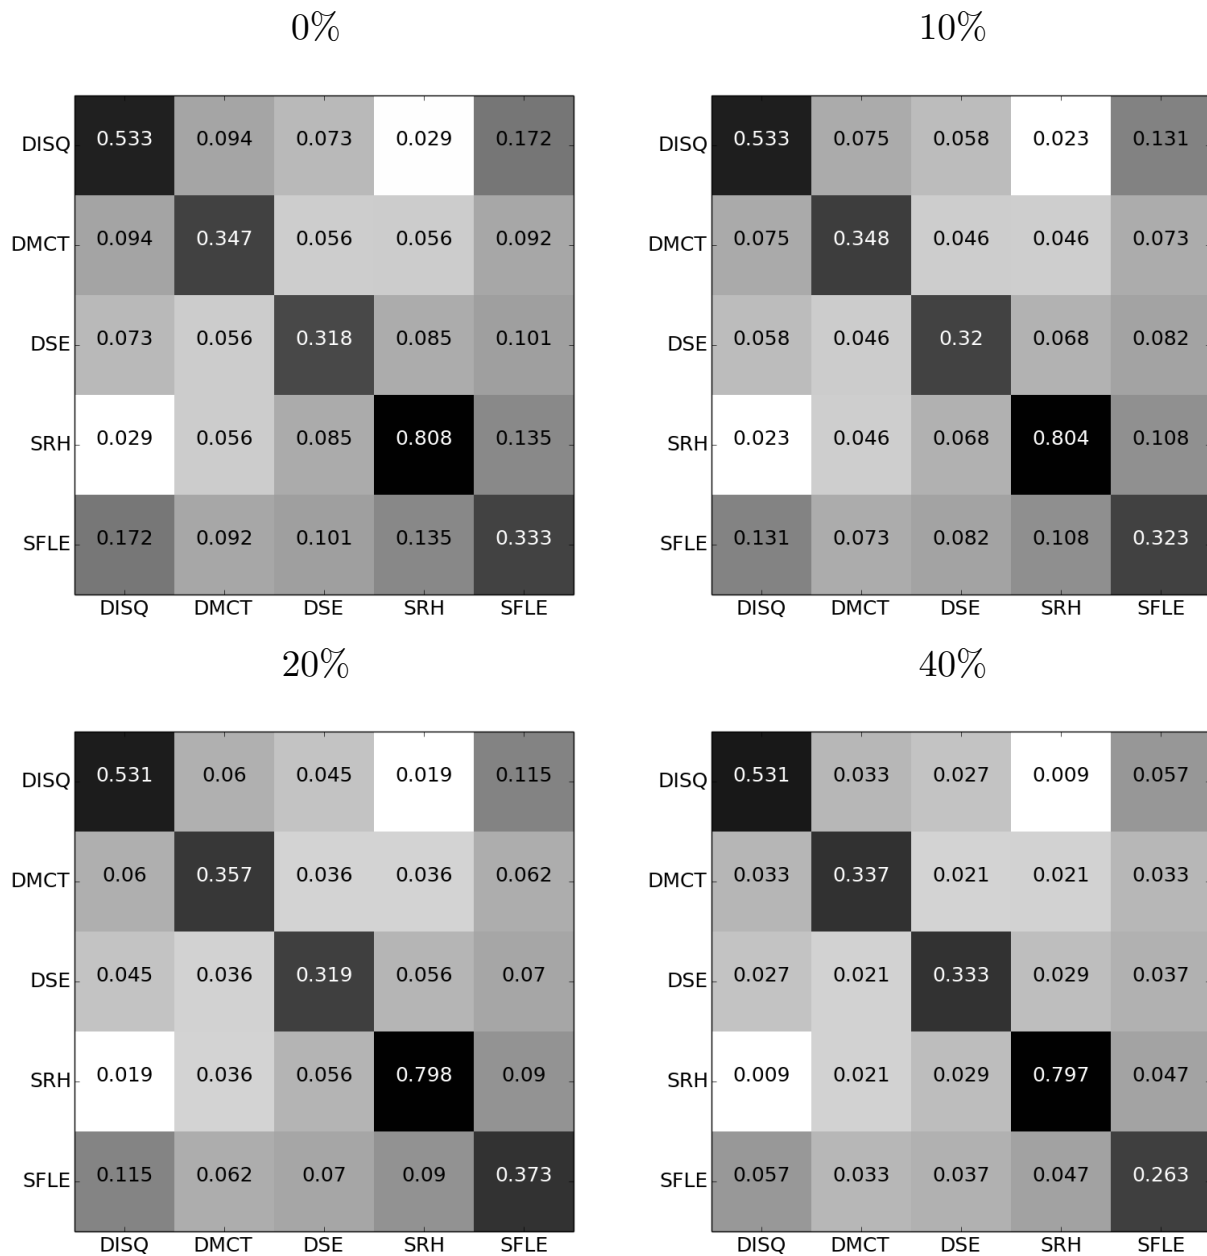 0%
DISQ 0.533 0.094 0.073 0.029 0.172
DMCT 0.094 0.347 0.056 0.056 0.092
DSE 0.073 0.056 0.318 0.085 0.101
SRH 0.029 0.056 0.085 0.808 0.135
SFLE 0.172 0.092 0.101 0.135 0.333
DISQ DMCT DSE SRH SFLE
10%
DISQ 0.533 0.075 0.058 0.023 0.131
DMCT 0.075 0.348 0.046 0.046 0.073
DSE 0.058 0.046 0.32 0.068 0.082
SRH 0.023 0.046 0.068 0.804 0.108
SFLE 0.131 0.073 0.082 0.108 0.323
DISQ DMCT DSE SRH SFLE
20%
DISQ 0.531 0.06 0.045 0.019 0.115
DMCT 0.06 0.357 0.036 0.036 0.062
DSE 0.045 0.036 0.319 0.056 0.07
SRH 0.019 0.036 0.056 0.798 0.09
SFLE 0.115 0.062 0.07 0.09 0.373
DISQ DMCT DSE SRH SFLE
40%
DISQ 0.531 0.033 0.027 0.009 0.057
DMCT 0.033 0.337 0.021 0.021 0.033
DSE 0.027 0.021 0.333 0.029 0.037
SRH 0.009 0.021 0.029 0.797 0.047
SFLE 0.057 0.033 0.037 0.047 0.263
DISQ DMCT DSE SRH SFLE